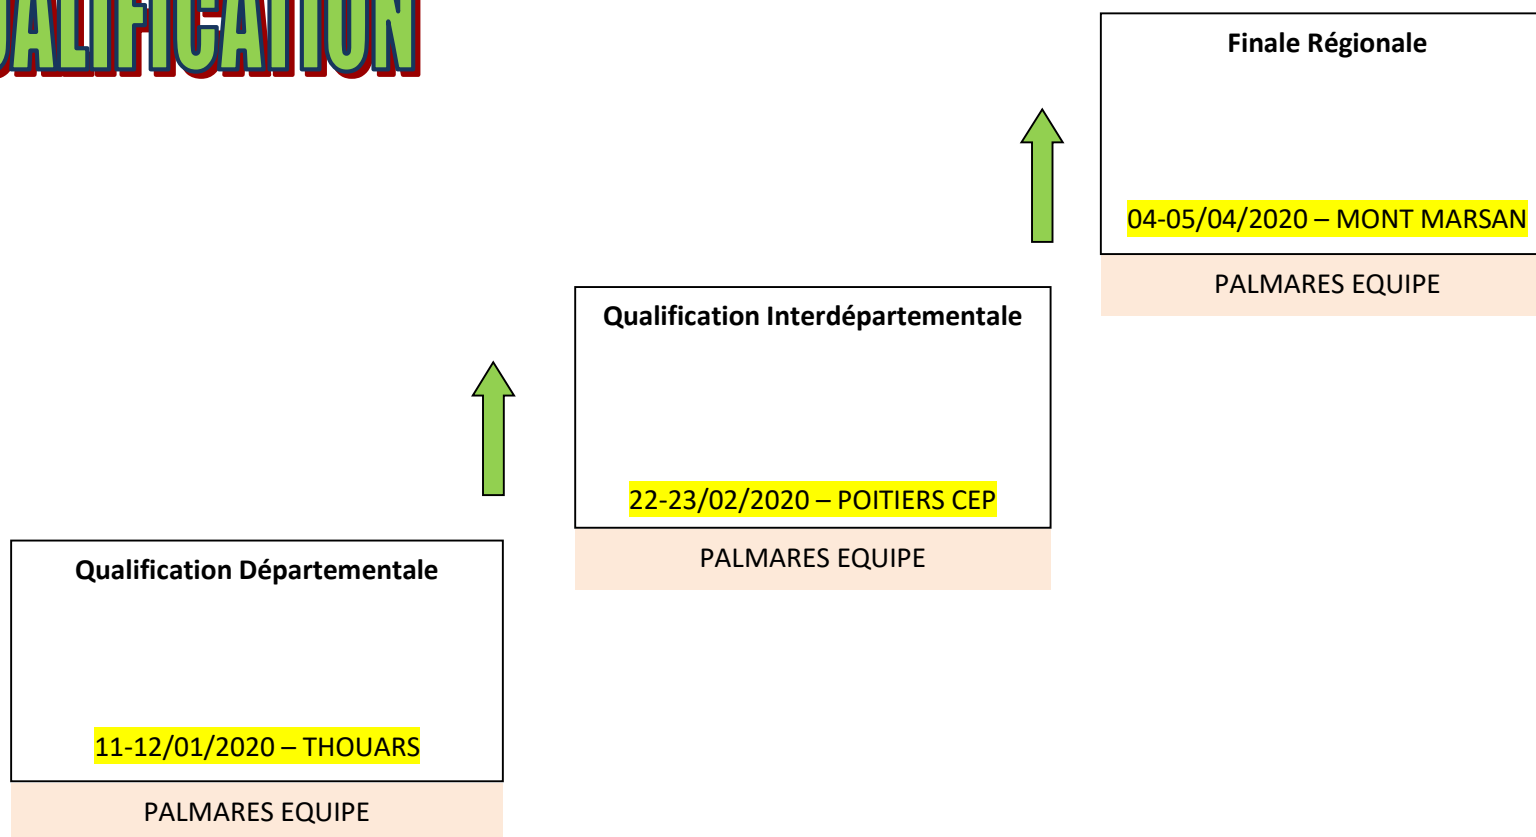 Finale Régionale
04-05/04/2020 – MONT MARSAN
PALMARES EQUIPE
Qualification Interdépartementale
22-23/02/2020 – POITIERS CEP
PALMARES EQUIPE
Qualification Départementale
11-12/01/2020 – THOUARS
PALMARES EQUIPE